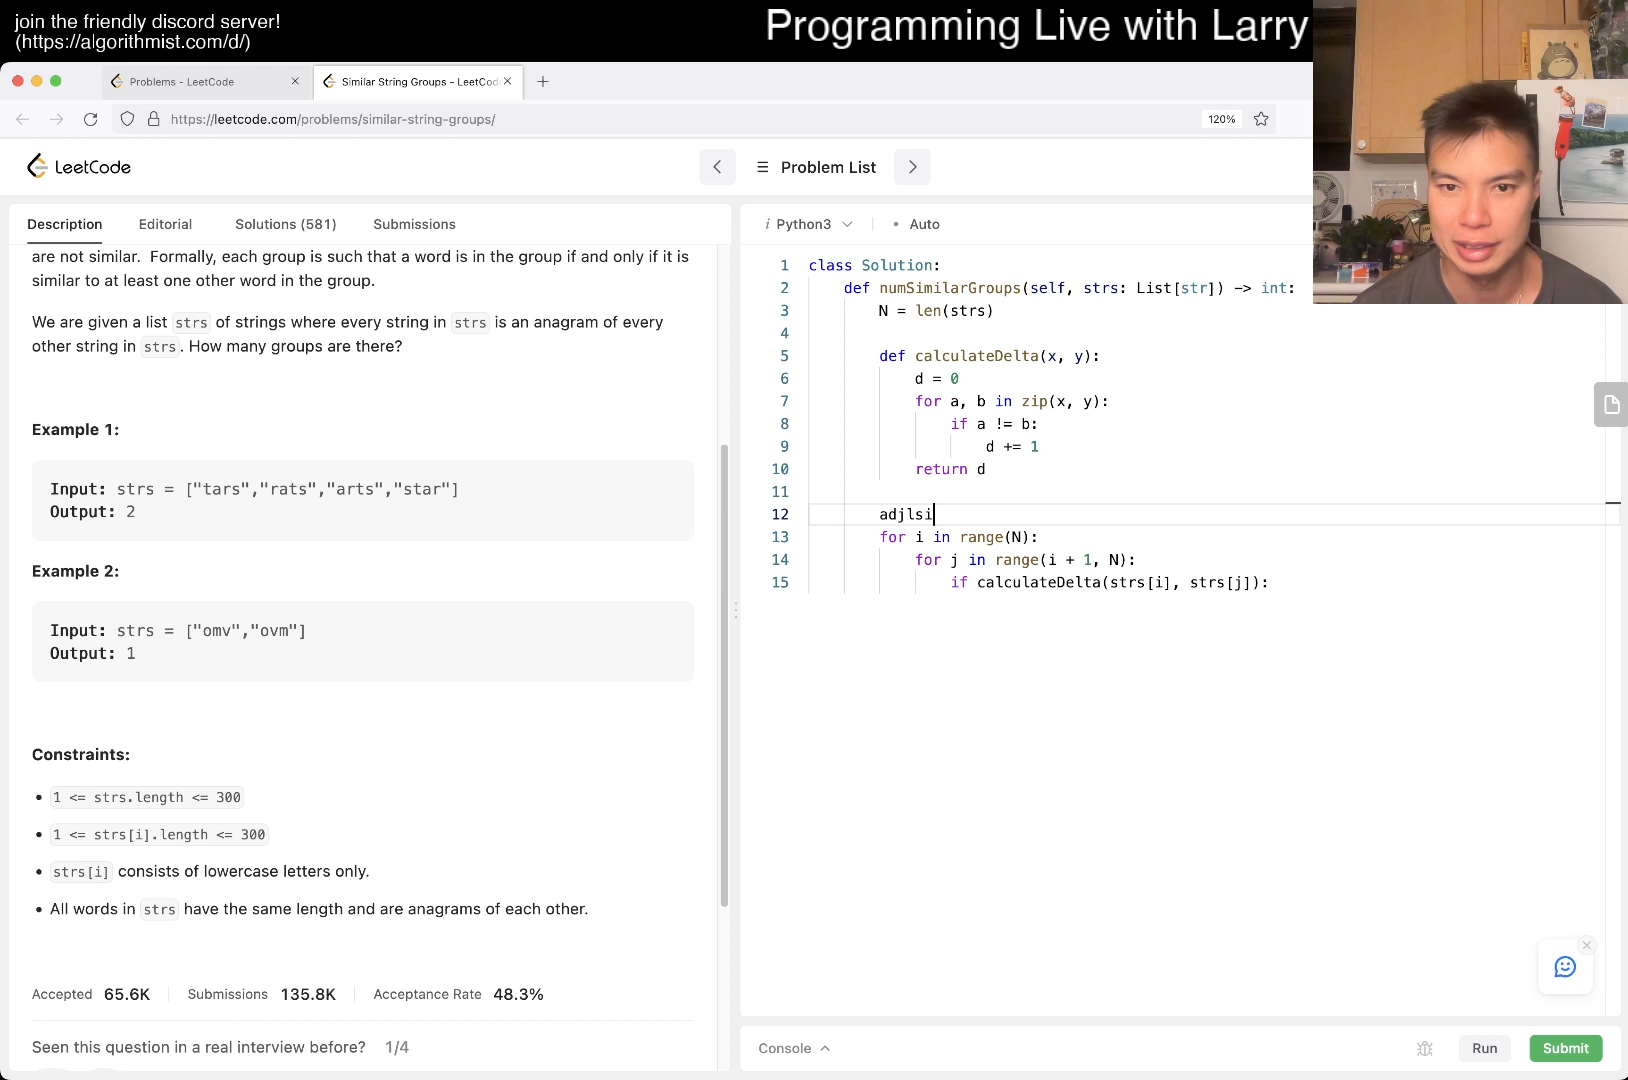 join the friendly discord server!
(https://algorithmist.com/d/)
Programming Live with Larry
Problems - LeetCode
Similar String Groups - LeetCod
https://leetcode.com/problems/similar-string-groups/
120%
LeetCode
Problem List
Description
Editorial
Solutions (581)
Submissions
are not similar.  Formally, each group is such that a word is in the group if and only if it is
similar to at least one other word in the group.
We are given a list strs of strings where every string in strs is an anagram of every
other string in strs. How many groups are there?
Example 1:
Input: strs = ["tars","rats","arts","star"]
Output: 2
Example 2:
Input: strs = ["omv","ovm"]
Output: 1
Constraints:
• 1 <= strs.length <= 300
• 1 <= strs[i].length <= 300
• strs[i] consists of lowercase letters only.
• All words in strs have the same length and are anagrams of each other.
Accepted 65.6K
Submissions 135.8K
Acceptance Rate 48.3%
Seen this question in a real interview before? 1/4
i Python3
• Auto
1 class Solution:
2     def numSimilarGroups(self, strs: List[str]) -> int:
3         N = len(strs)
4
5         def calculateDelta(x, y):
6             d = 0
7             for a, b in zip(x, y):
8                 if a != b:
9                     d += 1
10             return d
11
12         adjlsi
13         for i in range(N):
14             for j in range(i + 1, N):
15                 if calculateDelta(strs[i], strs[j]):
Console
Run
Submit